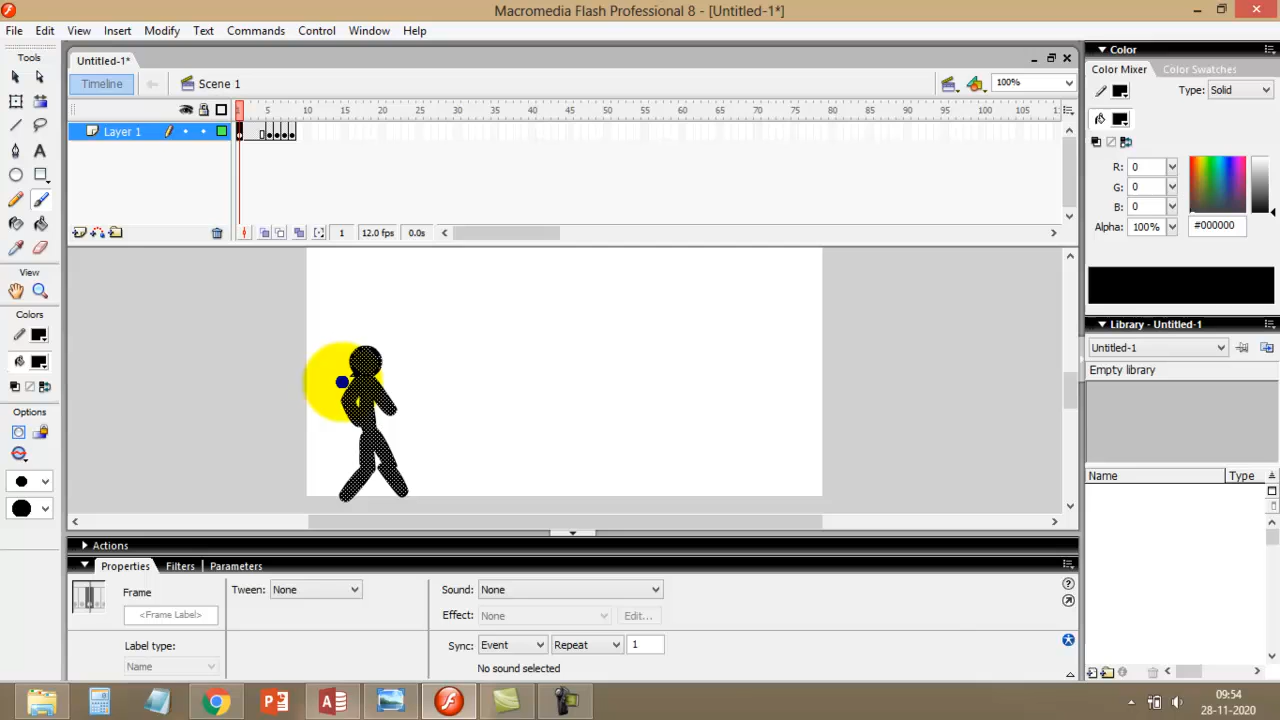 Macromedia Flash Professional 8 - [Untitled-1*]
File Edit View Insert Modify Text Commands Control Window Help
Tools
View
Colors
Options
Untitled-1*
Timeline
Scene 1
100%
1 5 10 15 20 25 30 35 40 45 50 55 60 65 70 75 80 85 90 95 100 105 1:
Layer 1
1 12.0 fps 0.0s
Actions
Properties Filters Parameters
Frame
<Frame Label>
Label type:
Name
Tween: None
Sound: None
Effect: None Edit...
Sync: Event Repeat 1
No sound selected
Color
Color Mixer Color Swatches
Type: Solid
R: 0
G: 0
B: 0
Alpha: 100% #000000
Library - Untitled-1
Untitled-1
Empty library
Name Type
09:54
28-11-2020